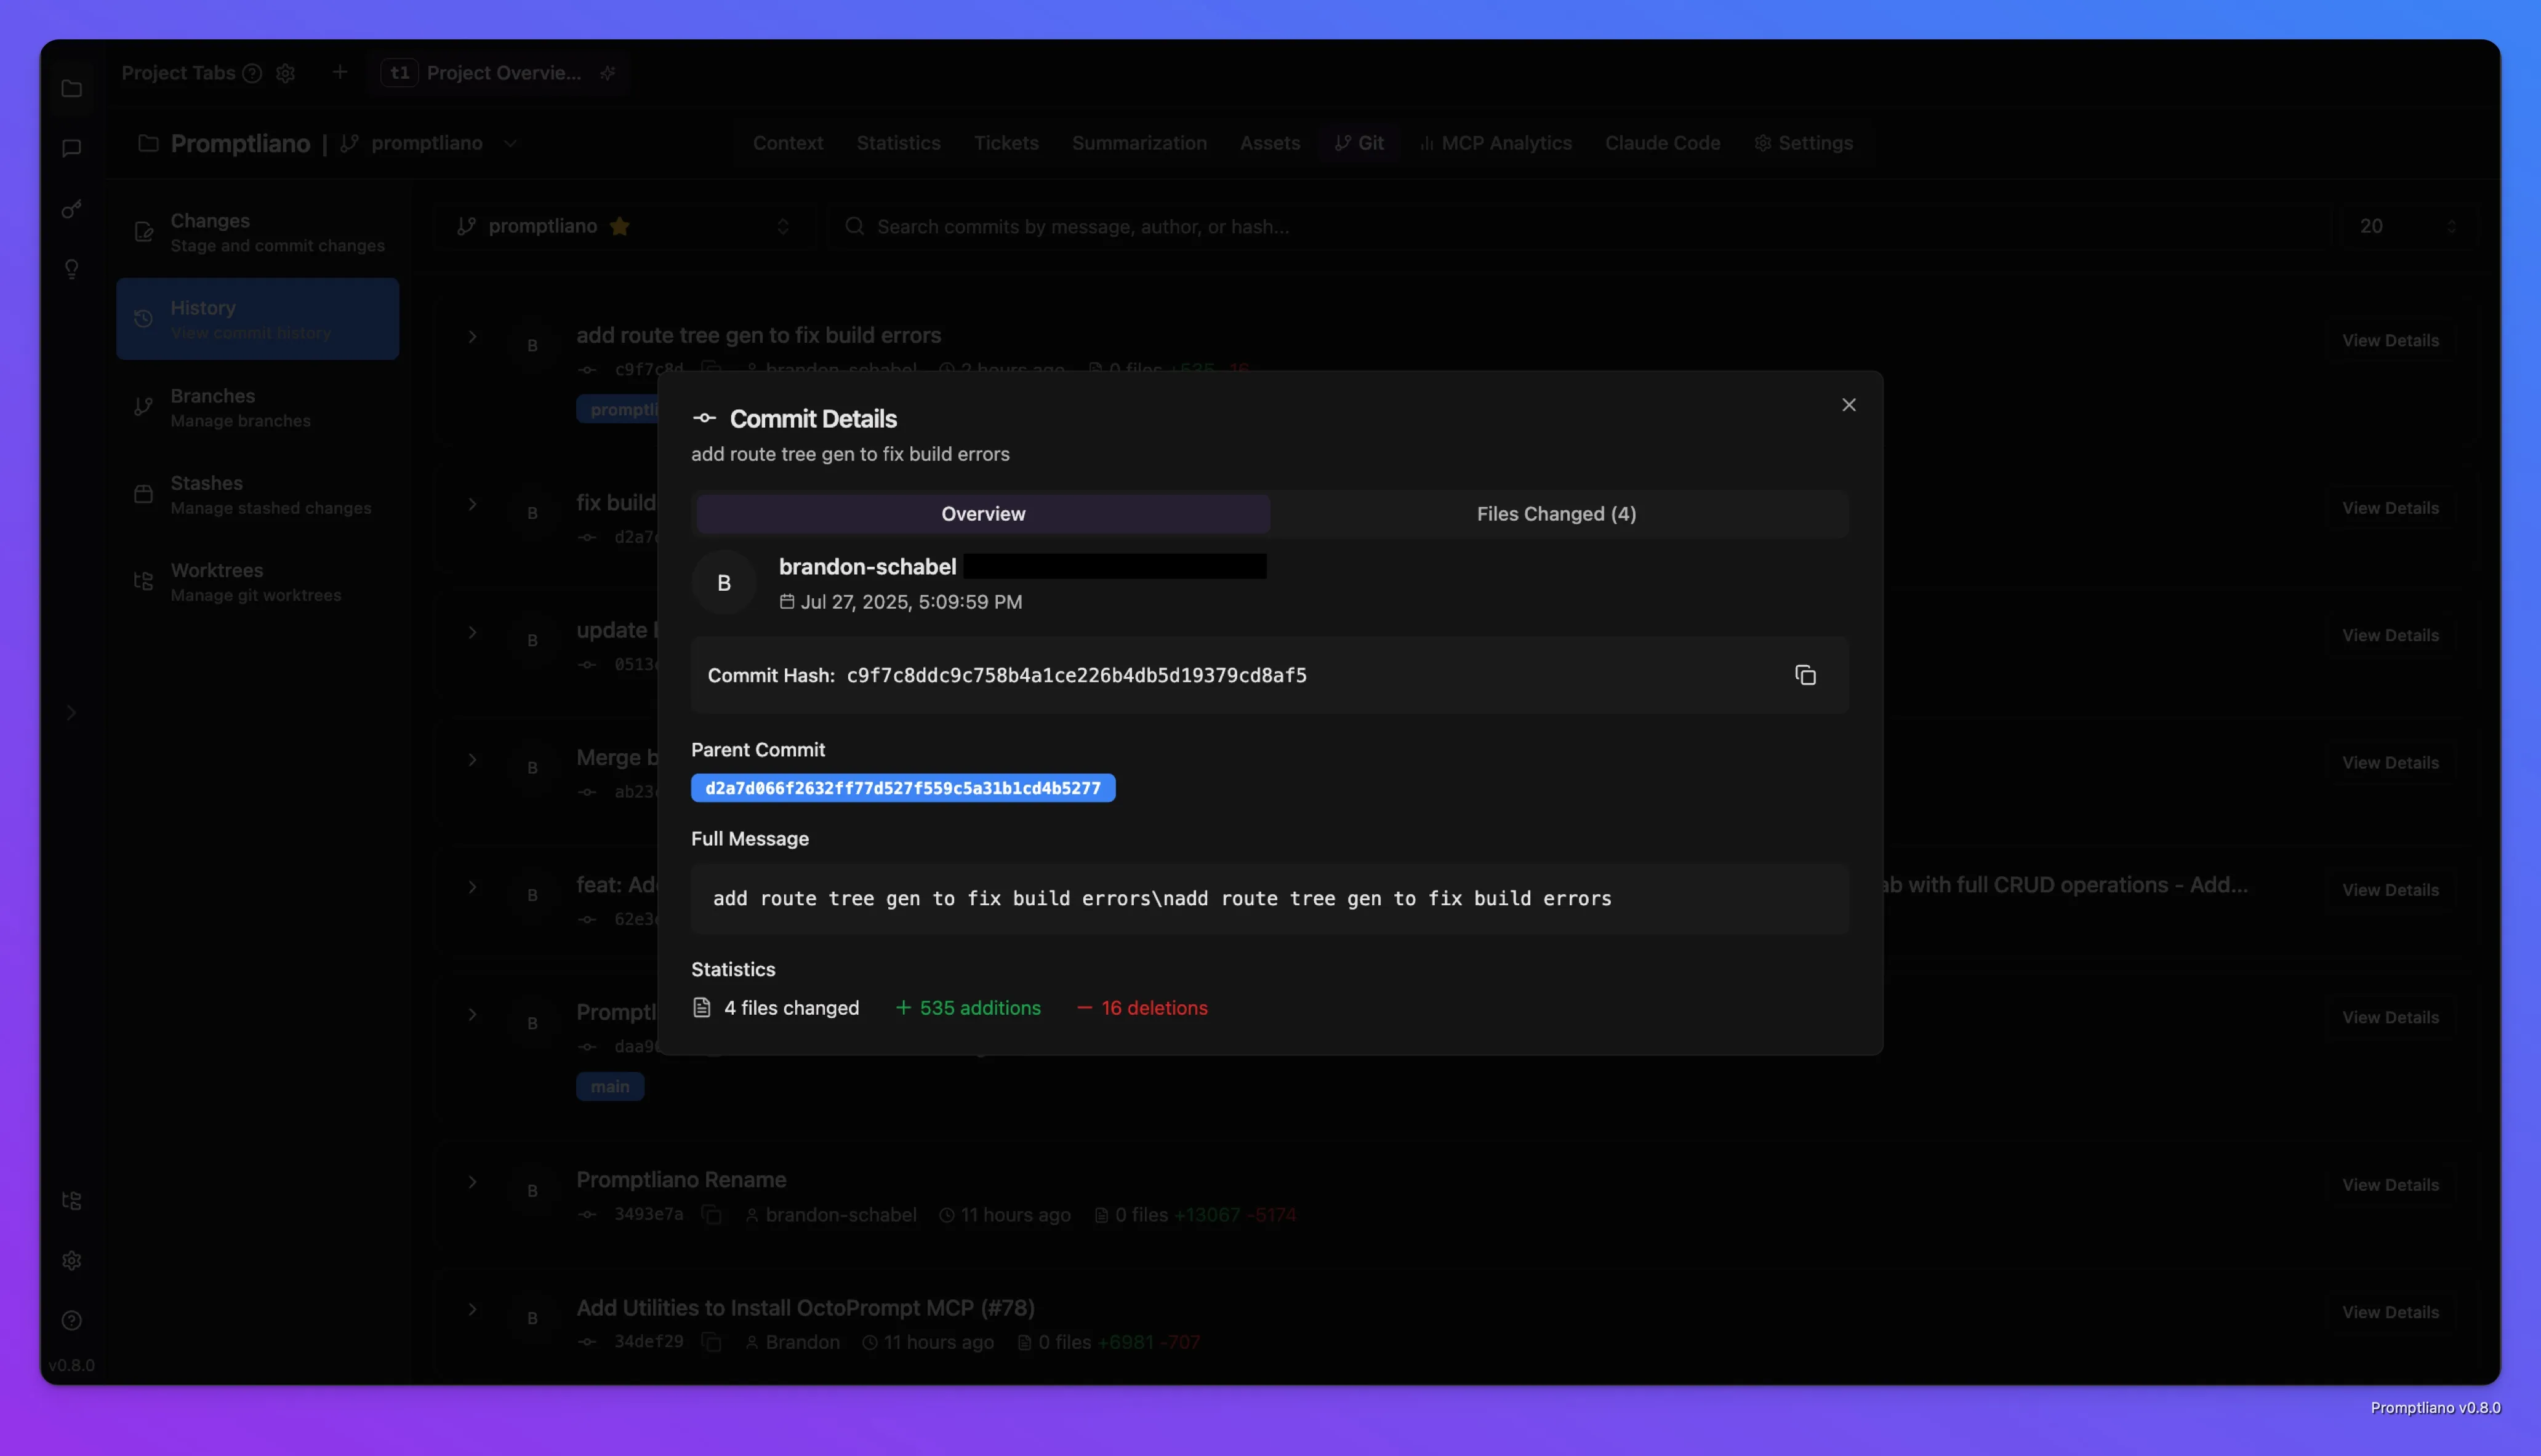 Project Tabs
t1 Project Overvie...
Promptliano | promptliano
Context Statistics Tickets Summarization Assets Git MCP Analytics Claude Code Settings
Changes
Stage and commit changes
History
View commit history
Branches
Manage branches
Stashes
Manage stashed changes
Worktrees
Manage git worktrees
v0.8.0
promptliano
Search commits by message, author, or hash...
20
add route tree gen to fix build errors
View Details
c9f7c8d brandon-schabel 2 hours ago 0 files +535 -16
promptli
fix build
View Details
d2a7
update
View Details
0513
Merge b
View Details
ab23
feat: Ad
ab with full CRUD operations - Add...
View Details
62e3
Prompt
View Details
daa9
main
Promptliano Rename
View Details
3493e7a brandon-schabel 11 hours ago 0 files +13067 -5174
Add Utilities to Install OctoPrompt MCP (#78)
View Details
34def29 Brandon 11 hours ago 0 files +6981 -707
Commit Details
add route tree gen to fix build errors
Overview
Files Changed (4)
B
brandon-schabel
Jul 27, 2025, 5:09:59 PM
Commit Hash: c9f7c8ddc9c758b4a1ce226b4db5d19379cd8af5
Parent Commit
d2a7d066f2632ff77d527f559c5a31b1cd4b5277
Full Message
add route tree gen to fix build errors\nadd route tree gen to fix build errors
Statistics
4 files changed + 535 additions − 16 deletions
Promptliano v0.8.0